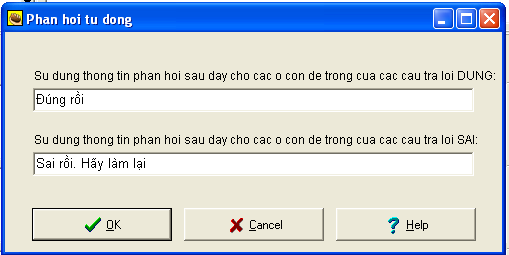 Phan hoi tu dong
Su dung thong tin phan hoi sau day cho cac o con de trong cua cac cau tra loi DUNG:
Đúng rồi
Su dung thong tin phan hoi sau day cho cac o con de trong cua cac cau tra loi SAI:
Sai rồi. Hãy làm lại
OK Cancel Help